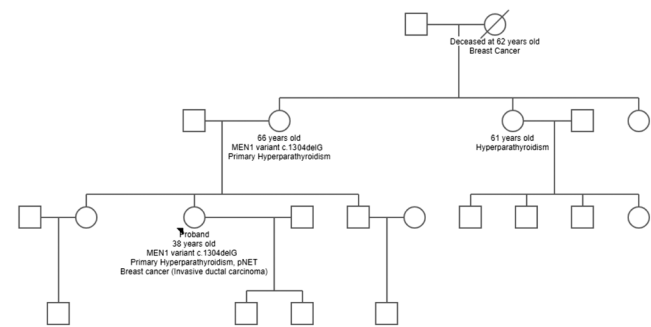 Deceased at 62 years old
Breast Cancer
66 years old
MEN1 variant c.1304delG
Primary Hyperparathyroidism
61 years old
Hyperparathyroidism
Proband
38 years old
MEN1 variant c.1304delG
Primary Hyperparathyroidism, pNET
Breast cancer (Invasive ductal carcinoma)